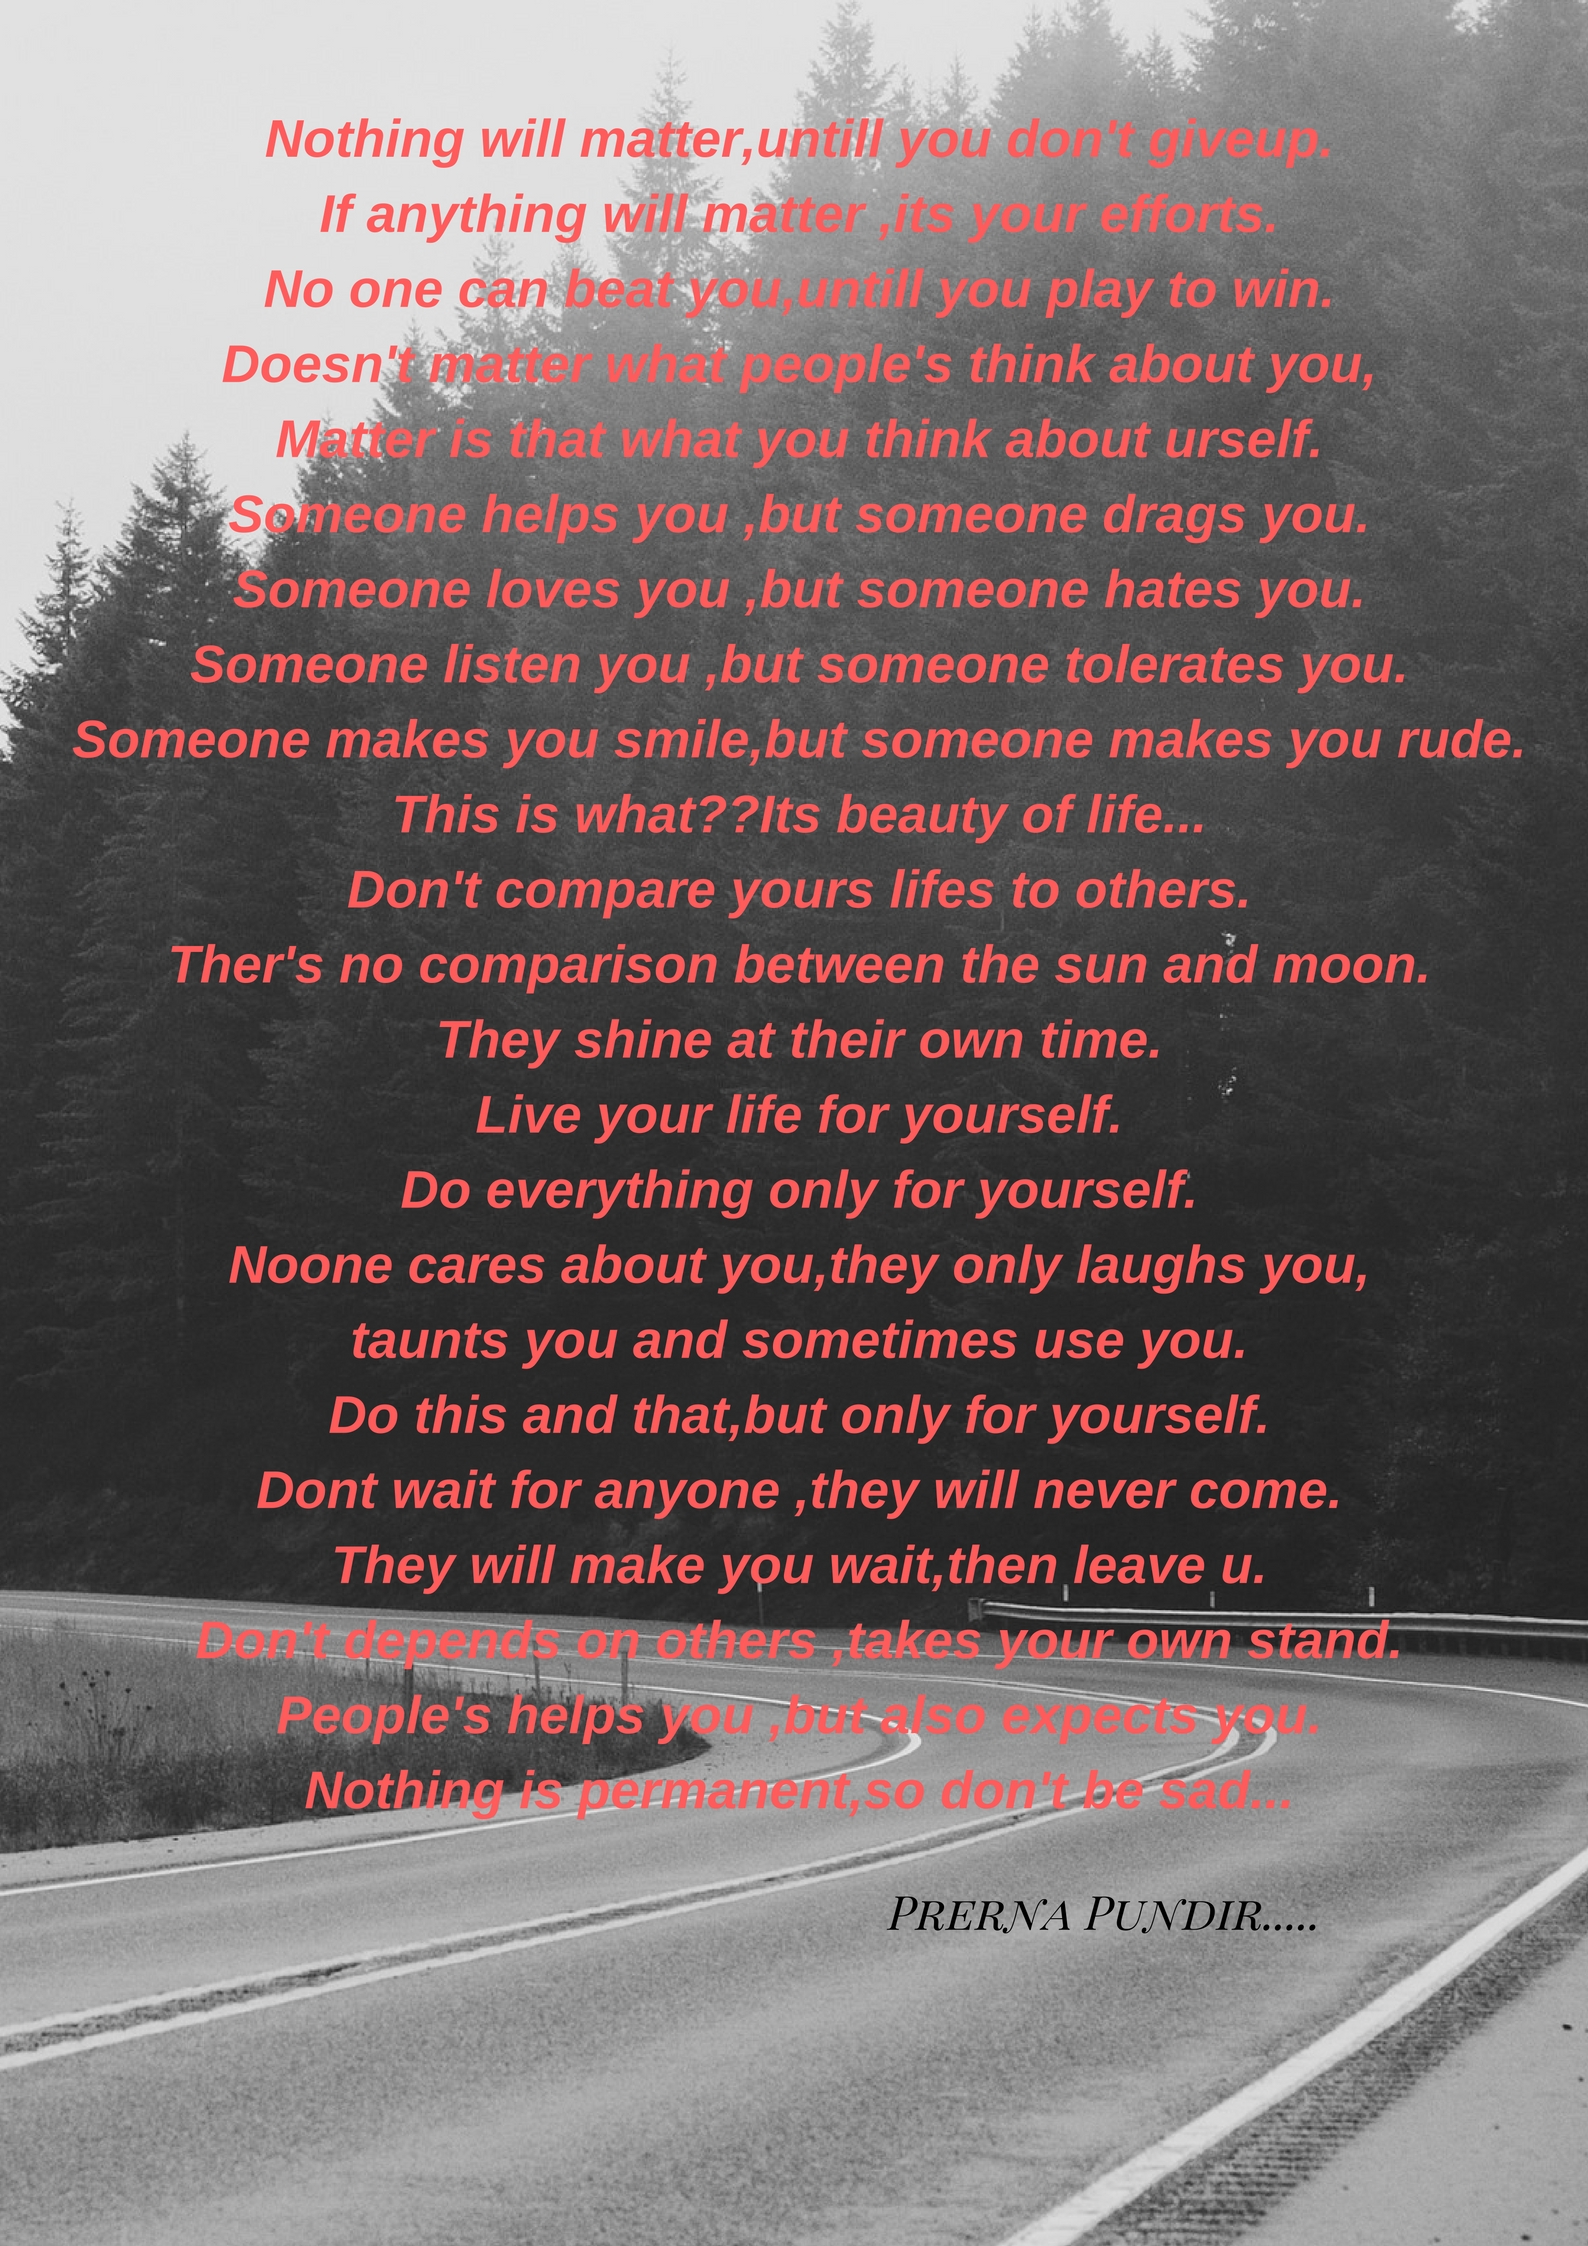 Nothing will matter,untill you don't giveup.
If anything will matter ,its your efforts.
No one can beat you,untill you play to win.
Doesn't matter what people's think about you,
Matter is that what you think about urself.
Someone helps you ,but someone drags you.
Someone loves you ,but someone hates you.
Someone listen you ,but someone tolerates you.
Someone makes you smile,but someone makes you rude.
This is what??Its beauty of life...
Don't compare yours lifes to others.
Ther's no comparison between the sun and moon.
They shine at their own time.
Live your life for yourself.
Do everything only for yourself.
Noone cares about you,they only laughs you,
taunts you and sometimes use you.
Do this and that,but only for yourself.
Dont wait for anyone ,they will never come.
They will make you wait,then leave u.
Don't depends on others ,takes your own stand.
People's helps you ,but also expects you.
Nothing is permanent,so don't be sad...
PRERNA PUNDIR.....